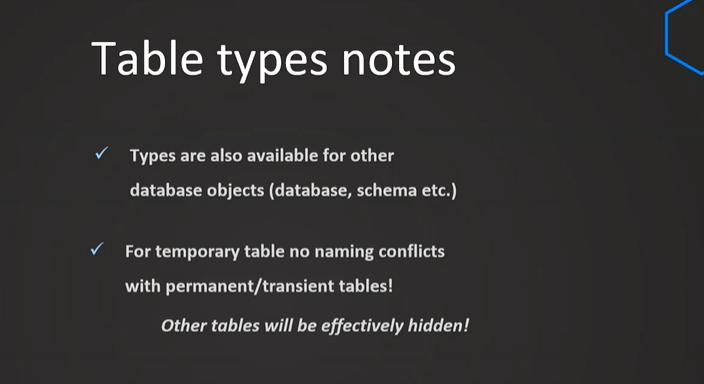 Table types notes
Types are also available for other
database objects (database, schema etc.)
For temporary table no naming conflicts
with permanent/transient tables!
Other tables will be effectively hidden!